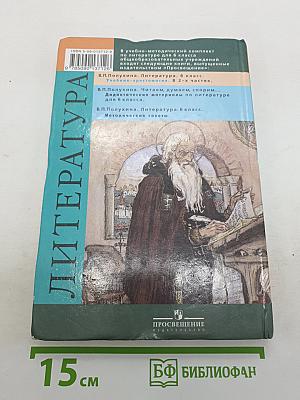 В учебно-методический комплект
по литературе для 6 класса
общеобразовательных учреждений
входят следующие книги, выпущенные
издательством «Просвещение»:
В.П.Полухина. Литература. 6 класс.
Учебник-хрестоматия. В 2-х частях.
В.П.Полухина. Читаем, думаем, спорим...
Дидактические материалы по литературе
для 6 класса.
В.П.Полухина. Литература. 6 класс.
Методические советы
ЛИТЕРАТУРА
ПРОСВЕЩЕНИЕ
ИЗДАТЕЛЬСТВО
15 см
БФ БИБЛИОФАН